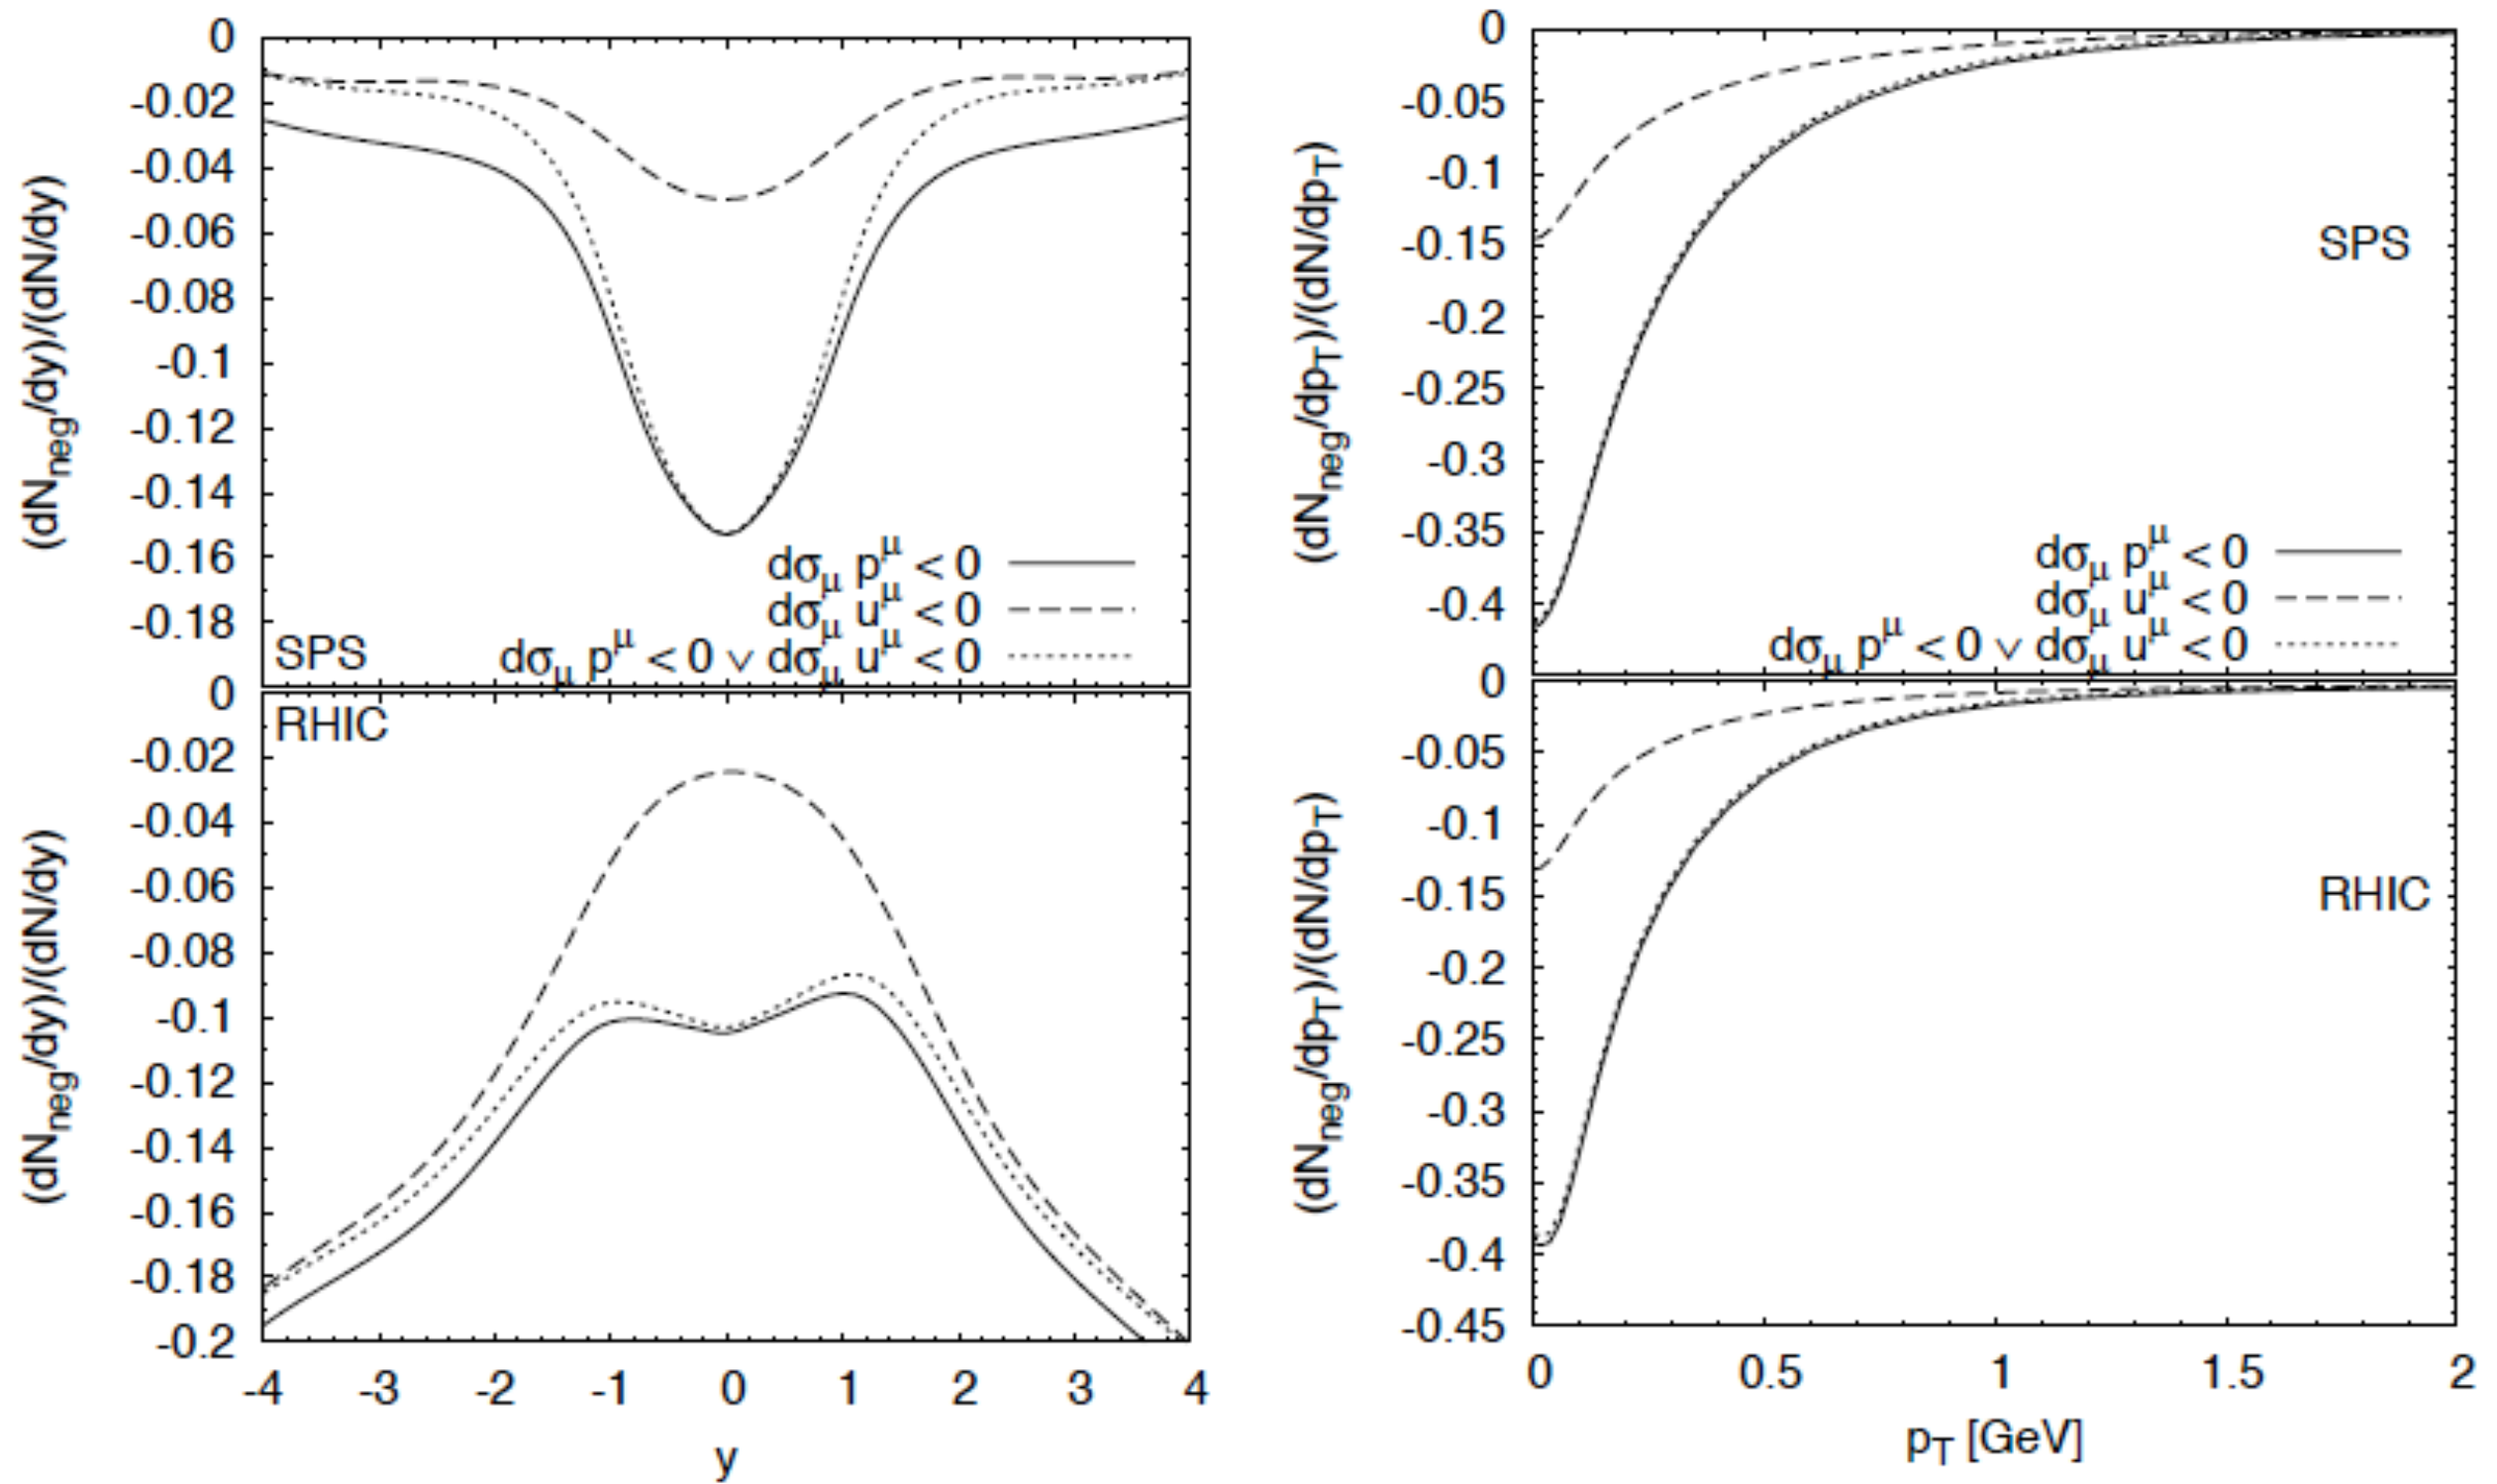 (dN_neg/dy)/(dN/dy)
0
-0.02
-0.04
-0.06
-0.08
-0.1
-0.12
-0.14
-0.16
-0.18
dσ_μ p^μ < 0
dσ_μ u^μ < 0
dσ_μ p^μ < 0 ∨ dσ_μ u^μ < 0
SPS
(dN_neg/dy)/(dN/dy)
0
-0.02
-0.04
-0.06
-0.08
-0.1
-0.12
-0.14
-0.16
-0.18
-0.2
RHIC
-4 -3 -2 -1 0 1 2 3 4
y
(dN_neg/dp_T)/(dN/dp_T)
0
-0.05
-0.1
-0.15
-0.2
-0.25
-0.3
-0.35
-0.4
SPS
dσ_μ p^μ < 0
dσ_μ u^μ < 0
dσ_μ p^μ < 0 ∨ dσ_μ u^μ < 0
(dN_neg/dp_T)/(dN/dp_T)
0
-0.05
-0.1
-0.15
-0.2
-0.25
-0.3
-0.35
-0.4
-0.45
RHIC
0 0.5 1 1.5 2
p_T [GeV]